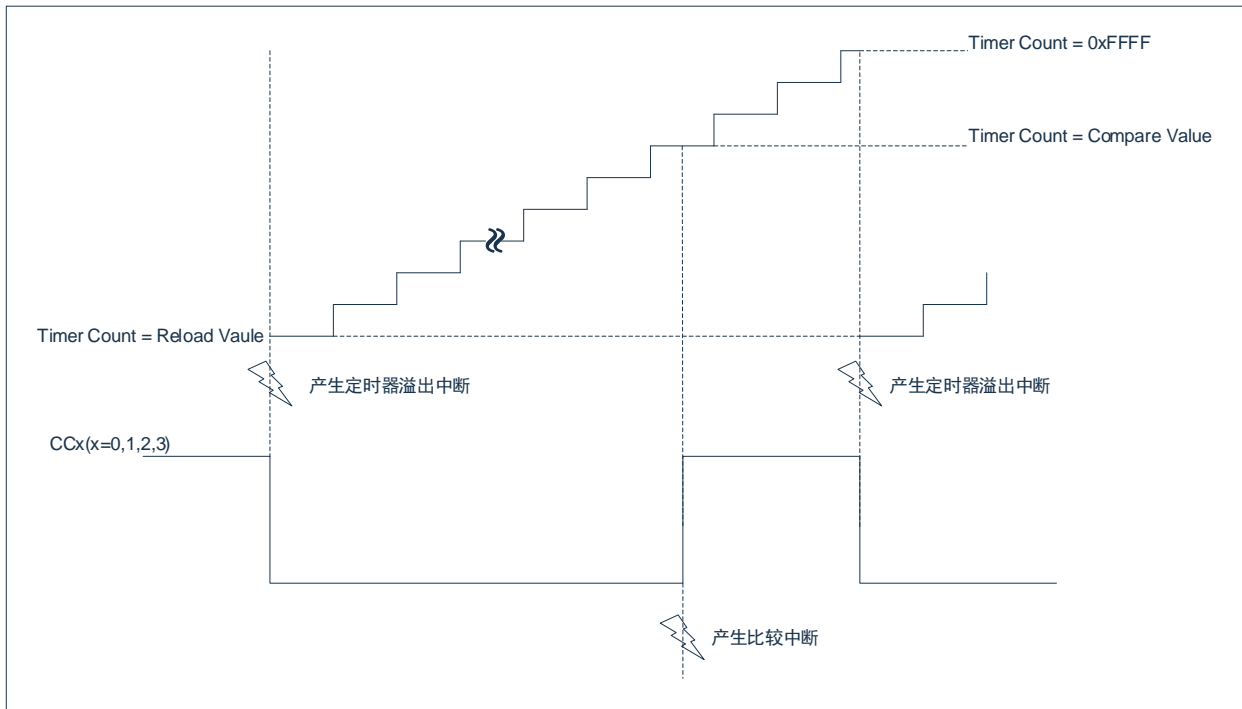 Timer Count = 0xFFFF
Timer Count = Compare Value
Timer Count = Reload Vaule
产生定时器溢出中断
产生定时器溢出中断
CCx(x=0,1,2,3)
产生比较中断